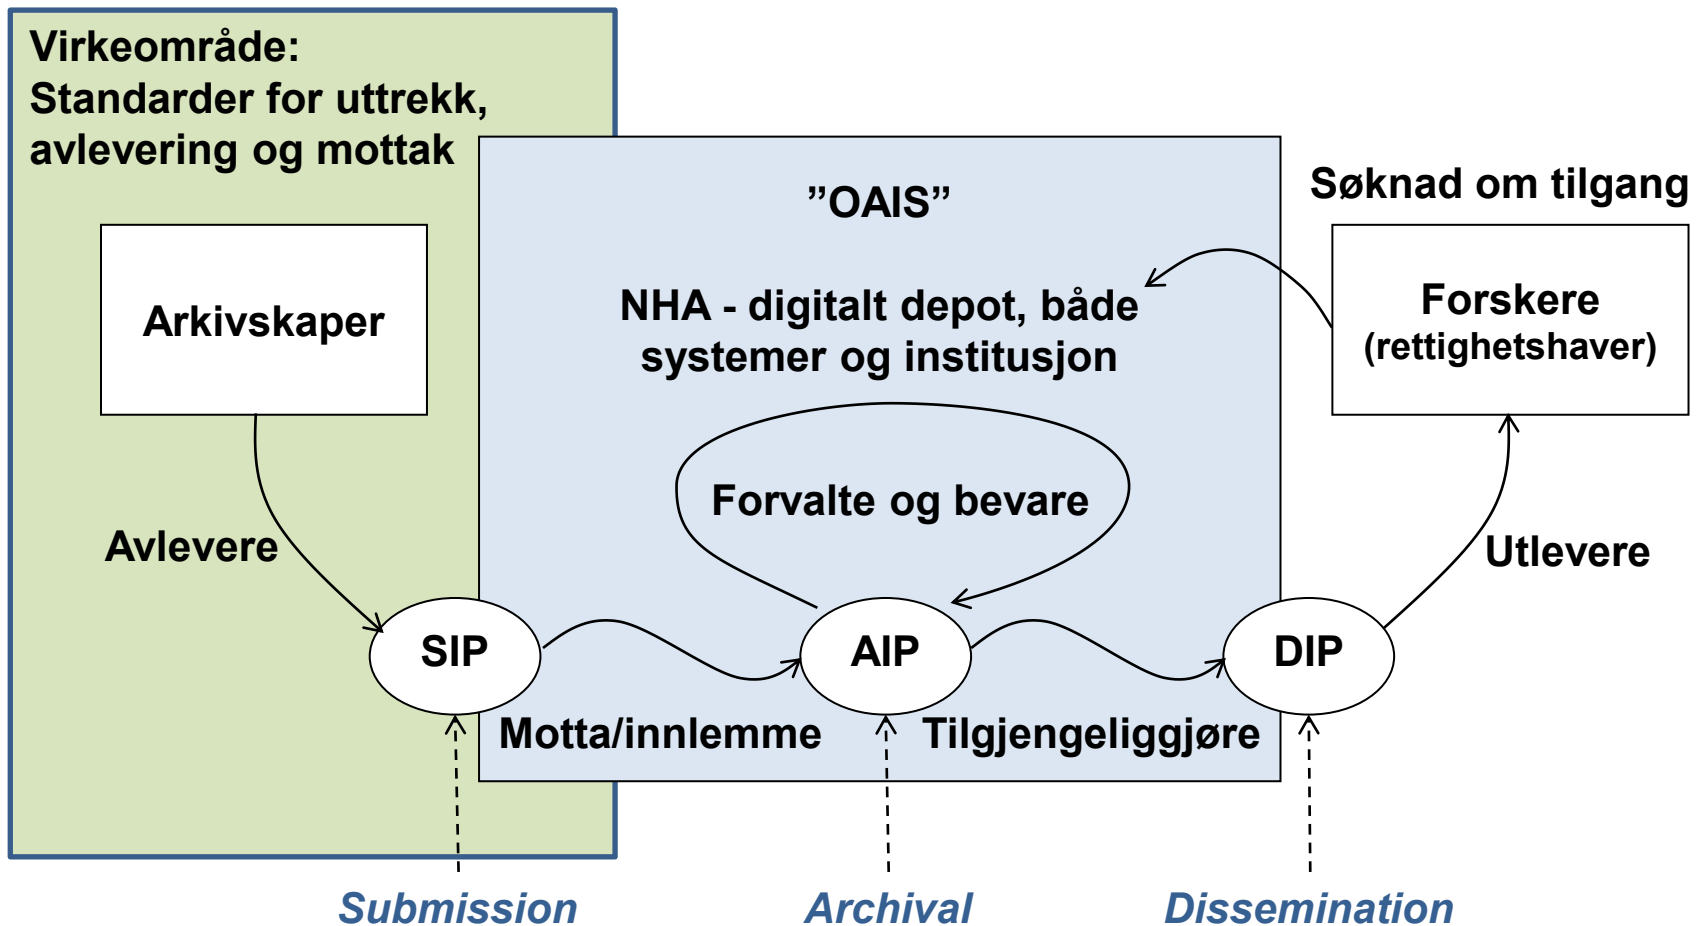 Virkeområde:
Standarder for uttrekk,
avlevering og mottak
”OAIS”
Søknad om tilgang
Arkivskaper
NHA - digitalt depot, både
systemer og institusjon
Forskere
(rettighetshaver)
Forvalte og bevare
Avlevere
Utlevere
SIP
AIP
DIP
Motta/innlemme
Tilgjengeliggjøre
Submission
Archival
Dissemination